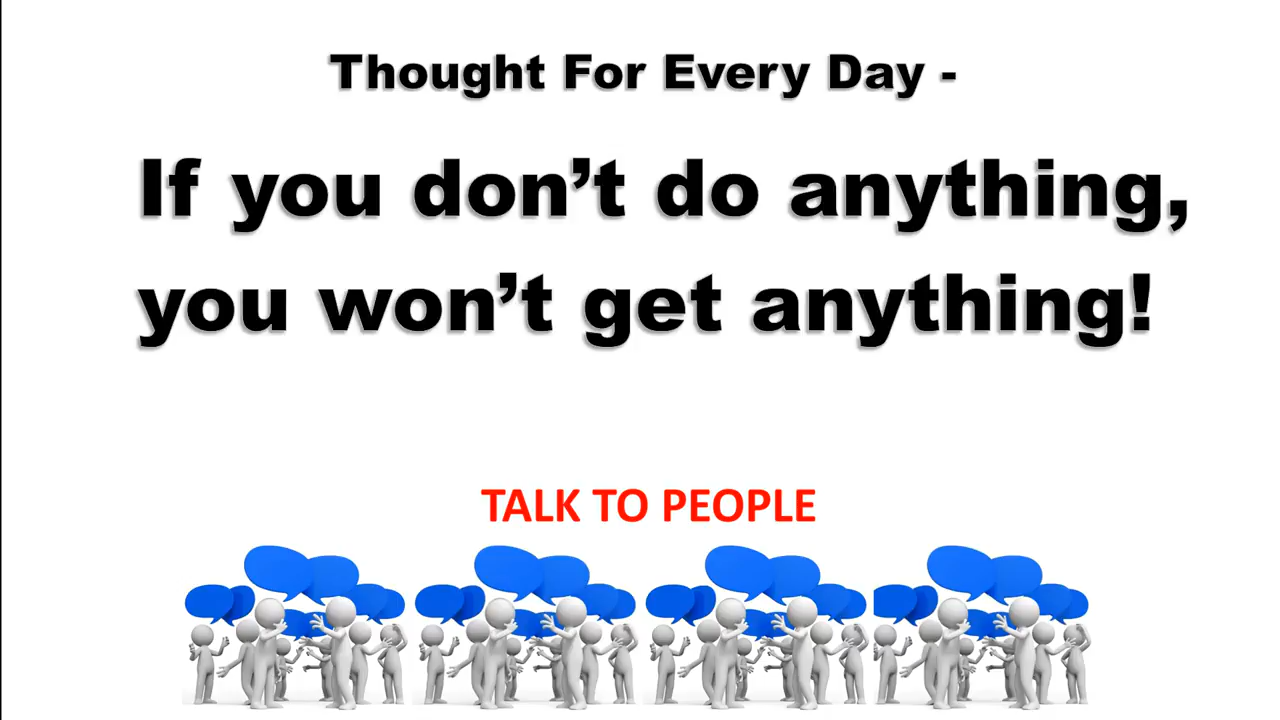 Thought For Every Day -
If you don’t do anything,
you won’t get anything!
TALK TO PEOPLE